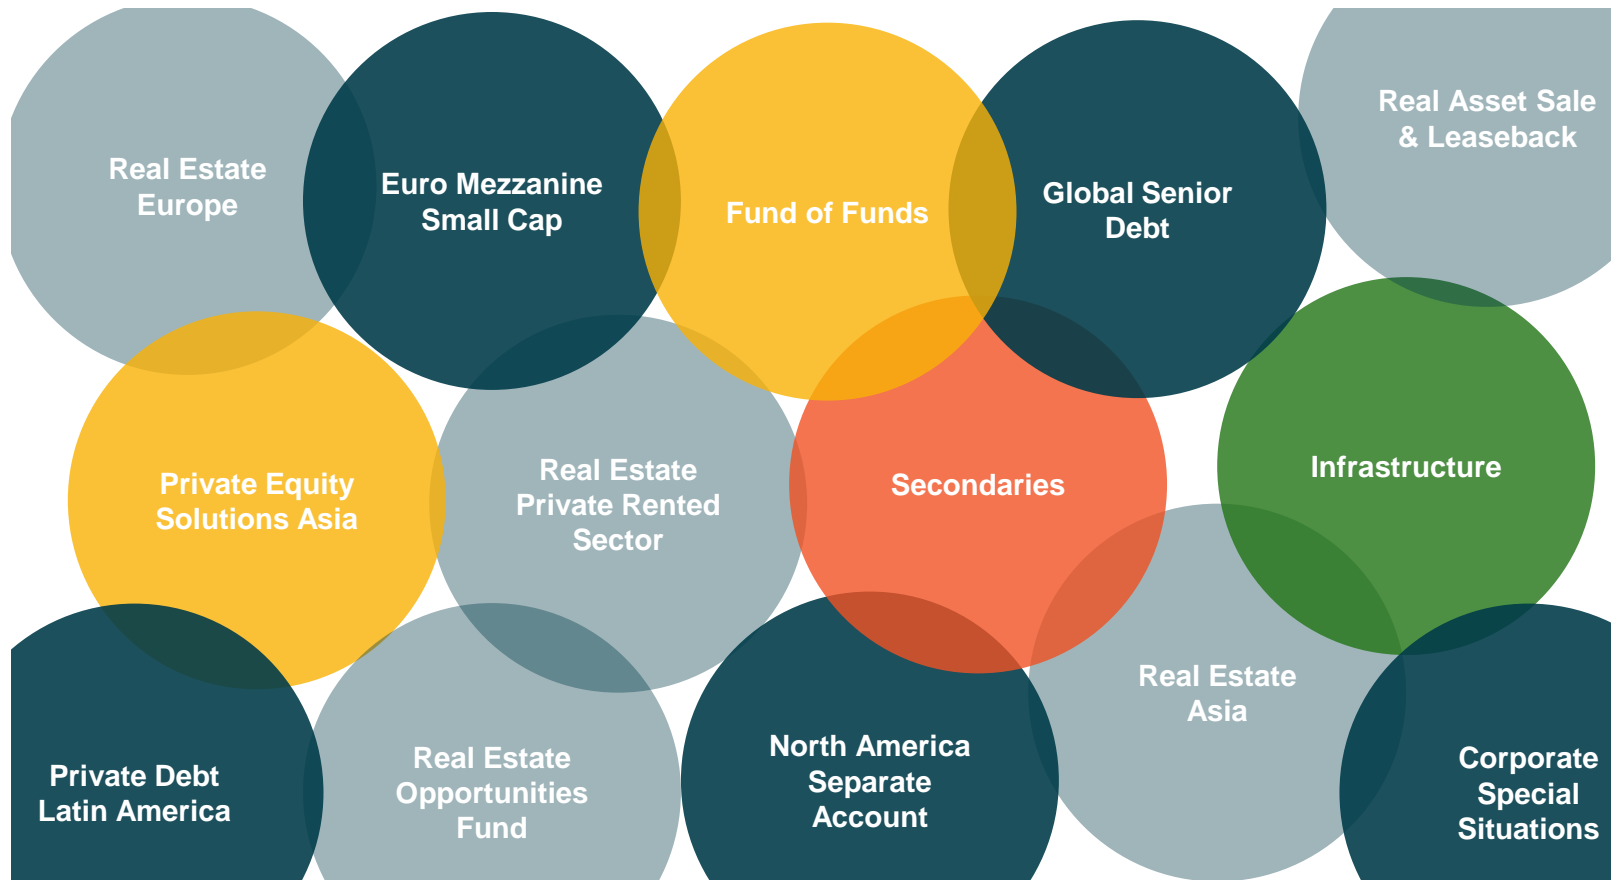 Real Estate
Europe
Euro Mezzanine
Small Cap
Fund of Funds
Global Senior
Debt
Real Asset Sale
& Leaseback
Private Equity
Solutions Asia
Real Estate
Private Rented
Sector
Secondaries
Infrastructure
Private Debt
Latin America
Real Estate
Opportunities
Fund
North America
Separate
Account
Real Estate
Asia
Corporate
Special
Situations